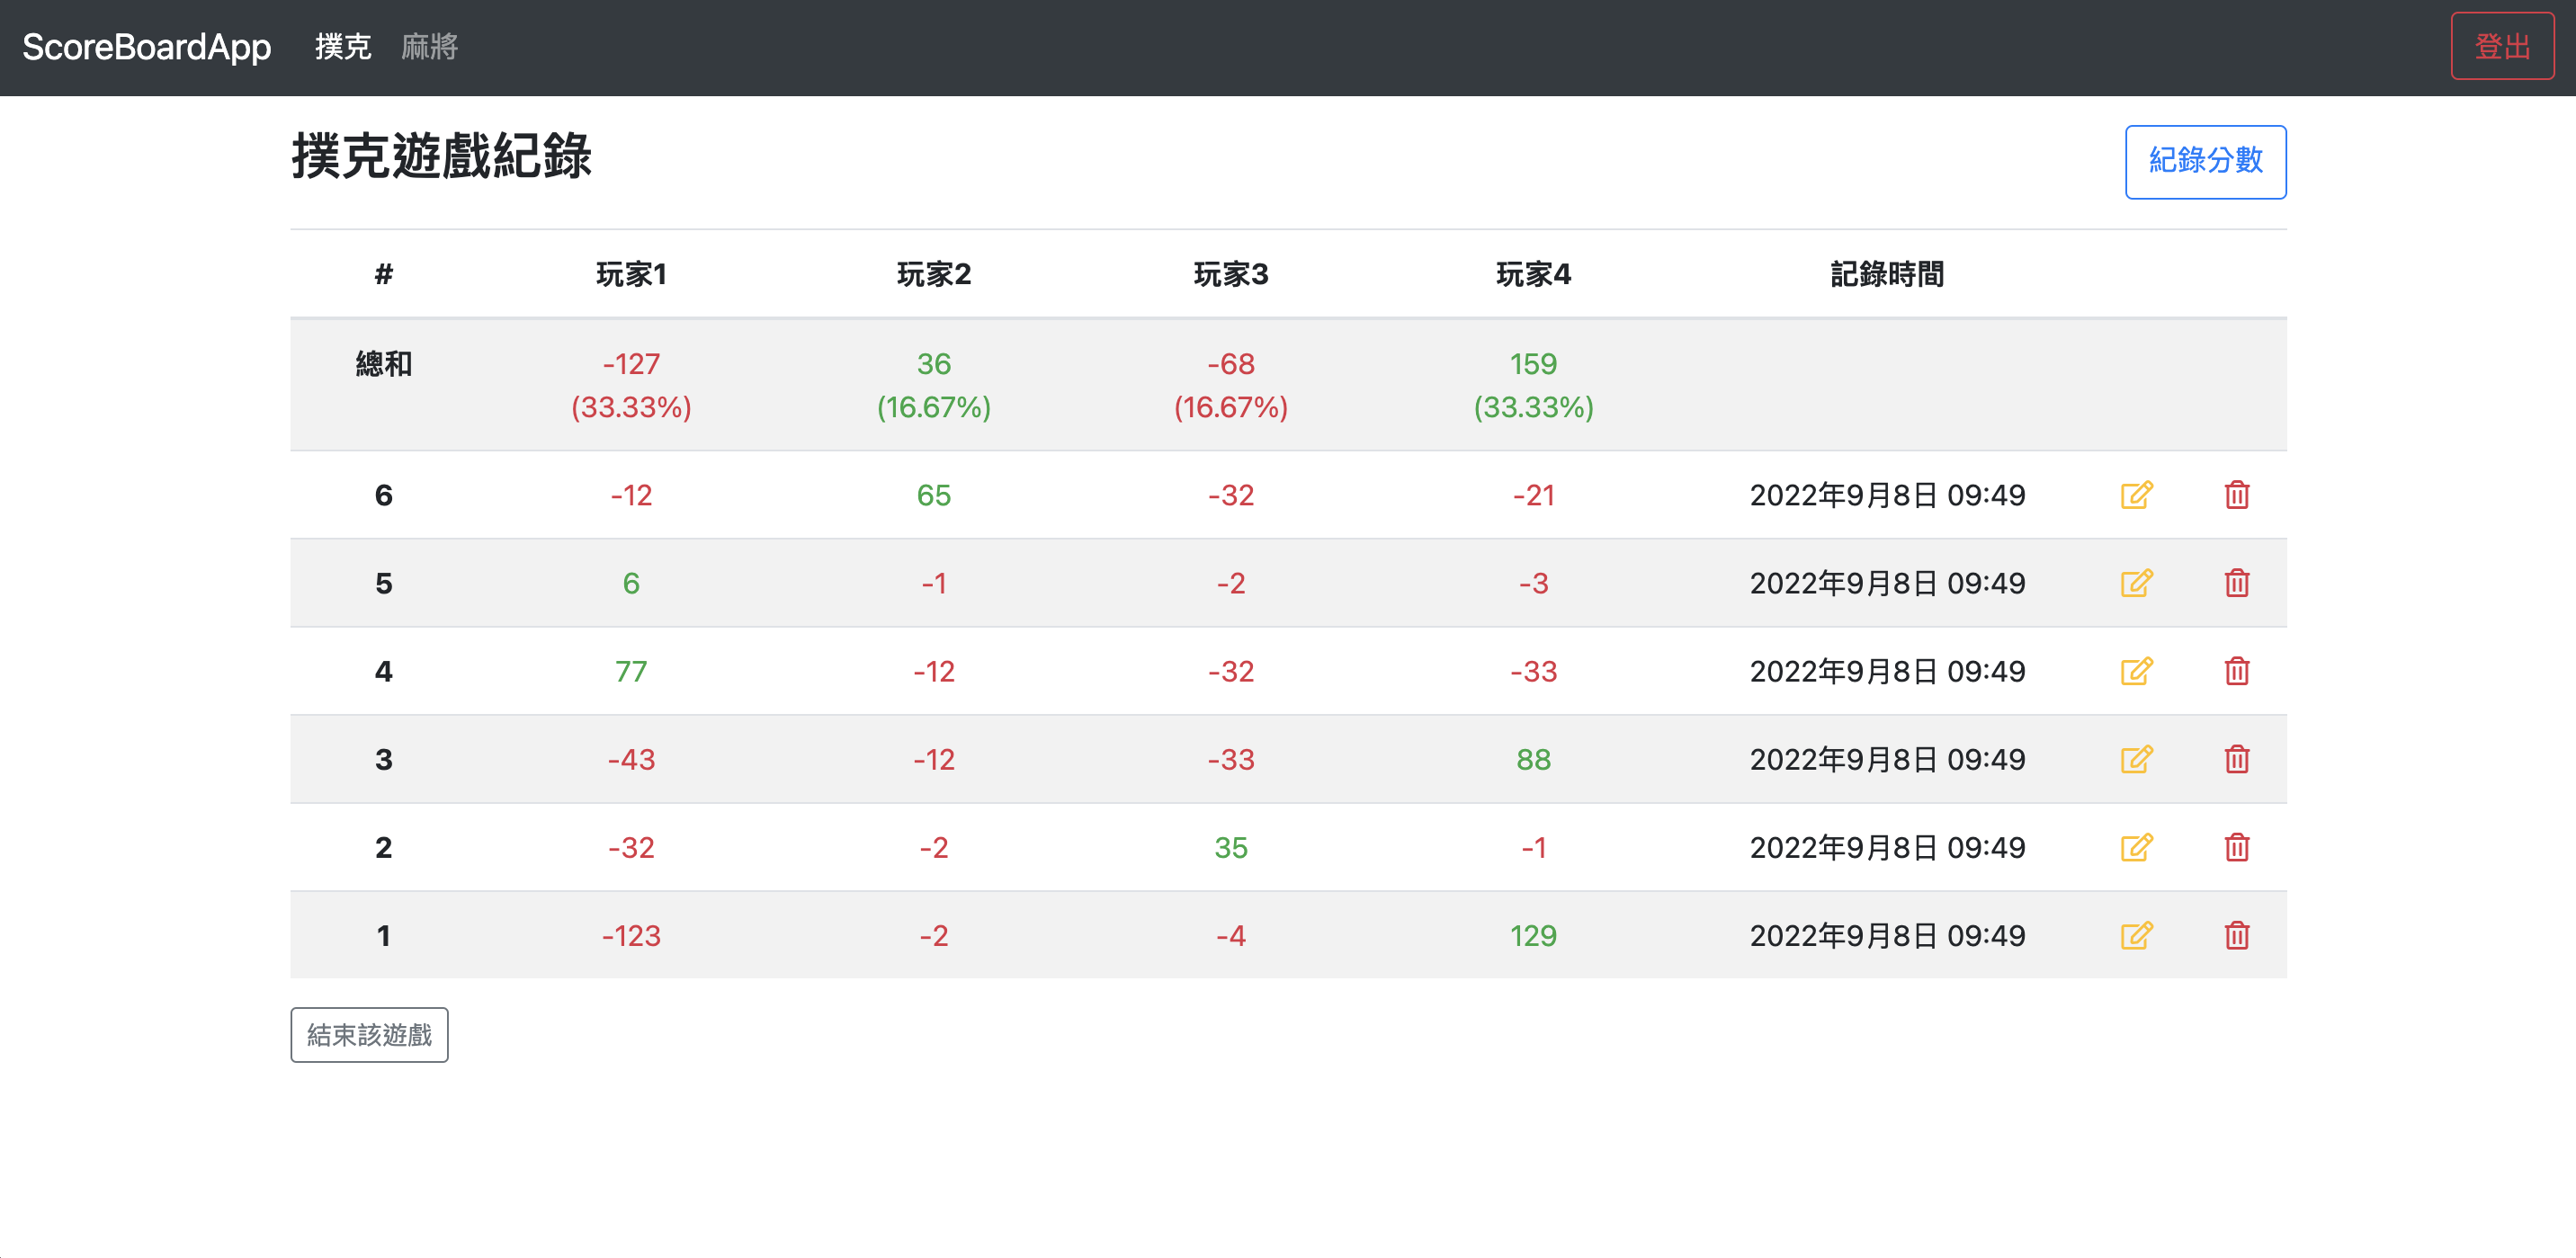 ScoreBoardApp 撲克 麻將 登出
撲克遊戲紀錄 紀錄分數
# 玩家1 玩家2 玩家3 玩家4 記錄時間
總和 -127 36 -68 159
(33.33%) (16.67%) (16.67%) (33.33%)
6 -12 65 -32 -21 2022年9月8日 09:49
5 6 -1 -2 -3 2022年9月8日 09:49
4 77 -12 -32 -33 2022年9月8日 09:49
3 -43 -12 -33 88 2022年9月8日 09:49
2 -32 -2 35 -1 2022年9月8日 09:49
1 -123 -2 -4 129 2022年9月8日 09:49
結束該遊戲